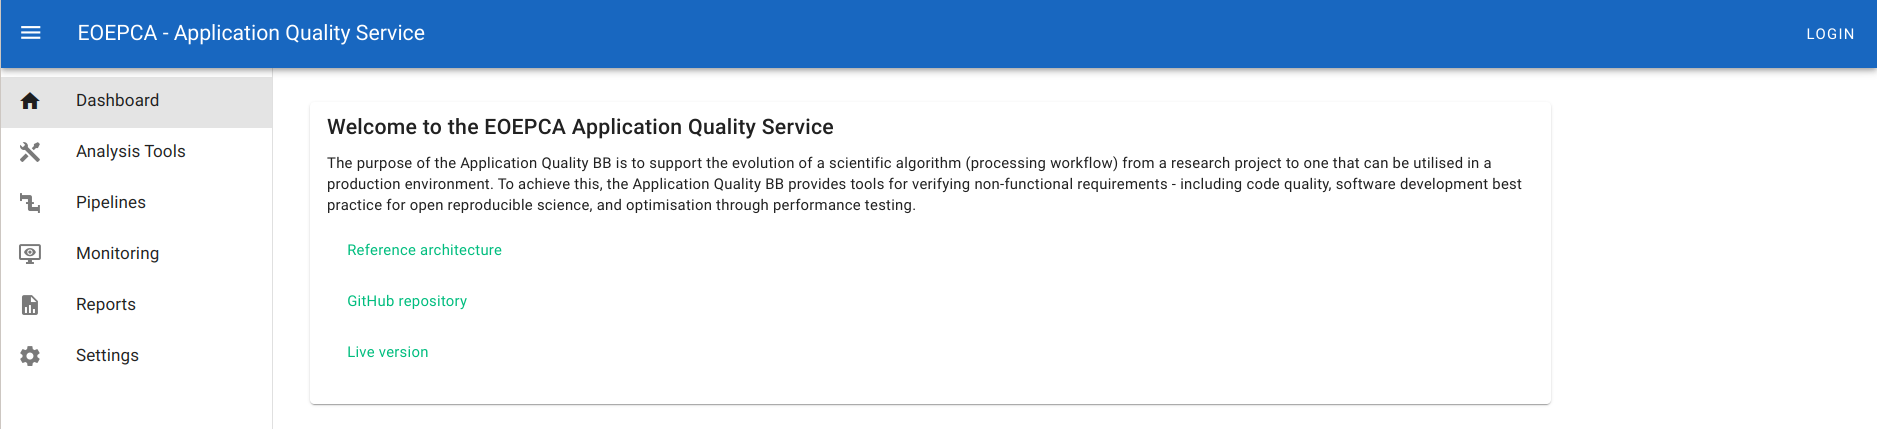 EOEPCA - Application Quality Service
LOGIN
Dashboard
Analysis Tools
Pipelines
Monitoring
Reports
Settings
Welcome to the EOEPCA Application Quality Service
The purpose of the Application Quality BB is to support the evolution of a scientific algorithm (processing workflow) from a research project to one that can be utilised in a
production environment. To achieve this, the Application Quality BB provides tools for verifying non-functional requirements - including code quality, software development best
practice for open reproducible science, and optimisation through performance testing.
Reference architecture
GitHub repository
Live version